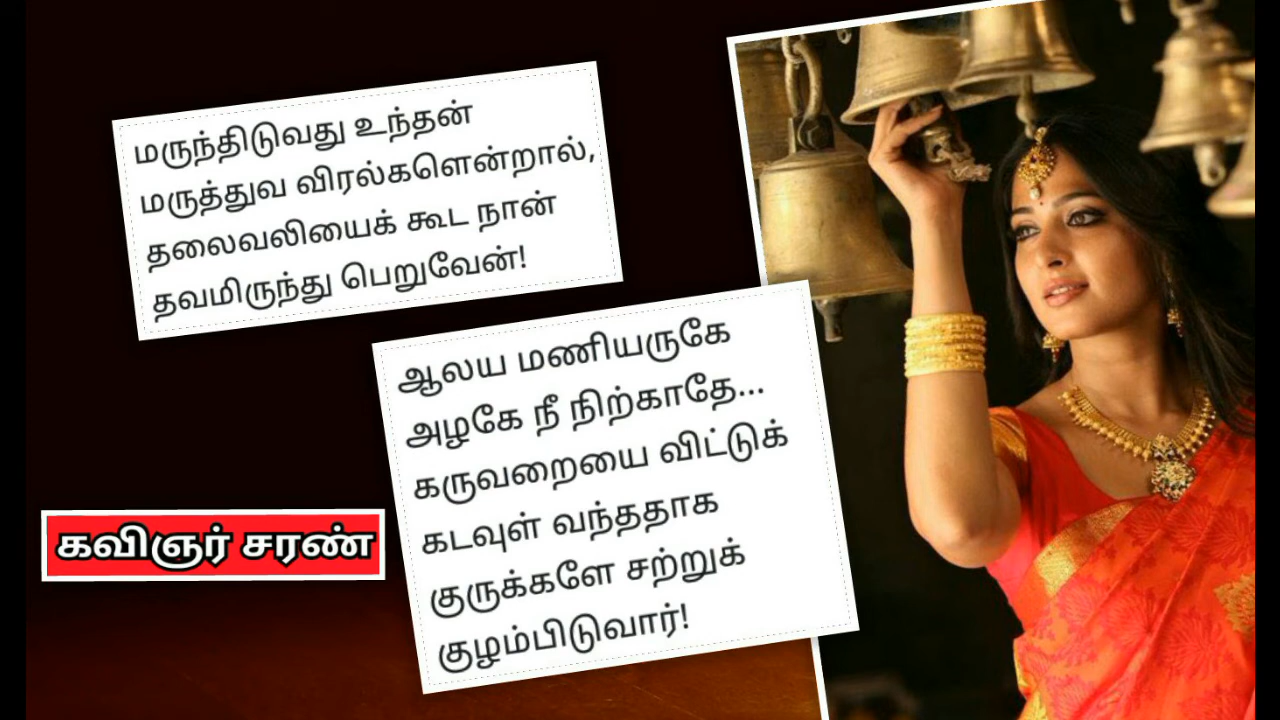 மருந்திடுவது உந்தன்
மருத்துவ விரல்களென்றால்,
தலைவலியைக் கூட நான்
தவமிருந்து பெறுவேன்!
ஆலய மணியருகே
அழகே நீ நிற்காதே...
கருவறையை விட்டுக்
கடவுள் வந்ததாக
குருக்களே சற்றுக்
குழம்பிடுவார்!
கவிஞர் சரண்